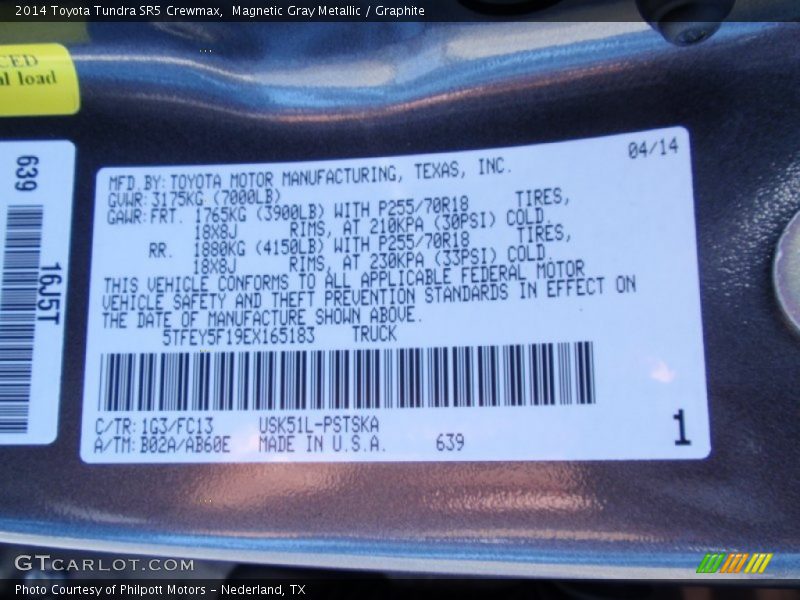 2014 Toyota Tundra SR5 Crewmax,  Magnetic Gray Metallic / Graphite
CED
al load
639
16J5T
04/14
MFD.BY:TOYOTA MOTOR MANUFACTURING, TEXAS, INC.
GVWR:3175KG (7000LB)
GAWR:FRT. 1765KG (3900LB) WITH P255/70R18 TIRES,
18X8J RIMS, AT 210KPA (30PSI) COLD.
RR. 1880KG (4150LB) WITH P255/70R18 TIRES,
18X8J RIMS, AT 230KPA (33PSI) COLD.
THIS VEHICLE CONFORMS TO ALL APPLICABLE FEDERAL MOTOR
VEHICLE SAFETY AND THEFT PREVENTION STANDARDS IN EFFECT ON
THE DATE OF MANUFACTURE SHOWN ABOVE.
5TFEY5F19EX165183 TRUCK
C/TR:1G3/FC13 USK51L-PSTSKA
A/TM:B02A/AB60E MADE IN U.S.A. 639
1
GTCARLOT.COM
Photo Courtesy of Philpott Motors - Nederland, TX